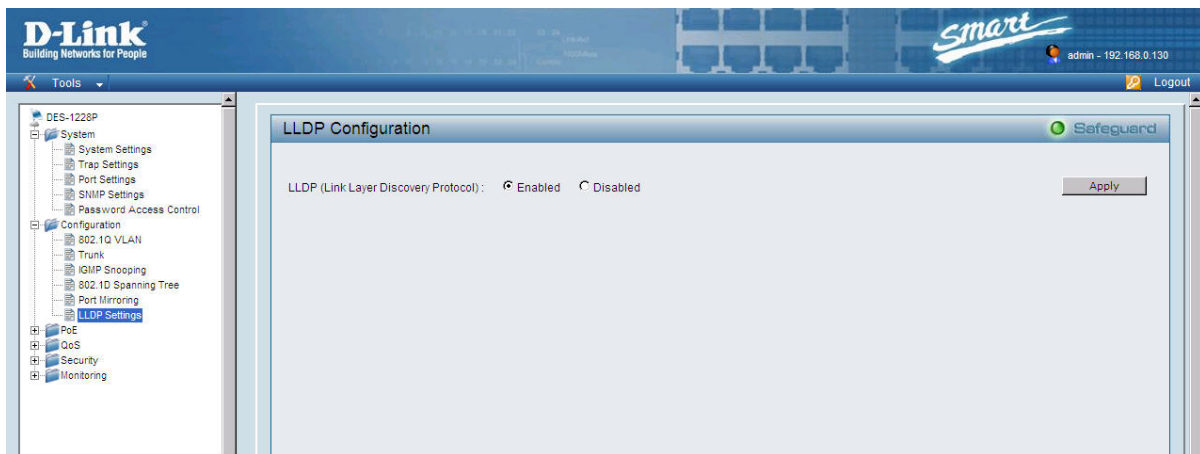 D-Link
Building Networks for People
smart
admin - 192.168.0.130
Tools
Logout
DES-1228P
System
System Settings
Trap Settings
Port Settings
SNMP Settings
Password Access Control
Configuration
802.1Q VLAN
Trunk
IGMP Snooping
802.1D Spanning Tree
Port Mirroring
LLDP Settings
PoE
QoS
Security
Monitoring
LLDP Configuration
Safeguard
LLDP (Link Layer Discovery Protocol) : Enabled Disabled
Apply